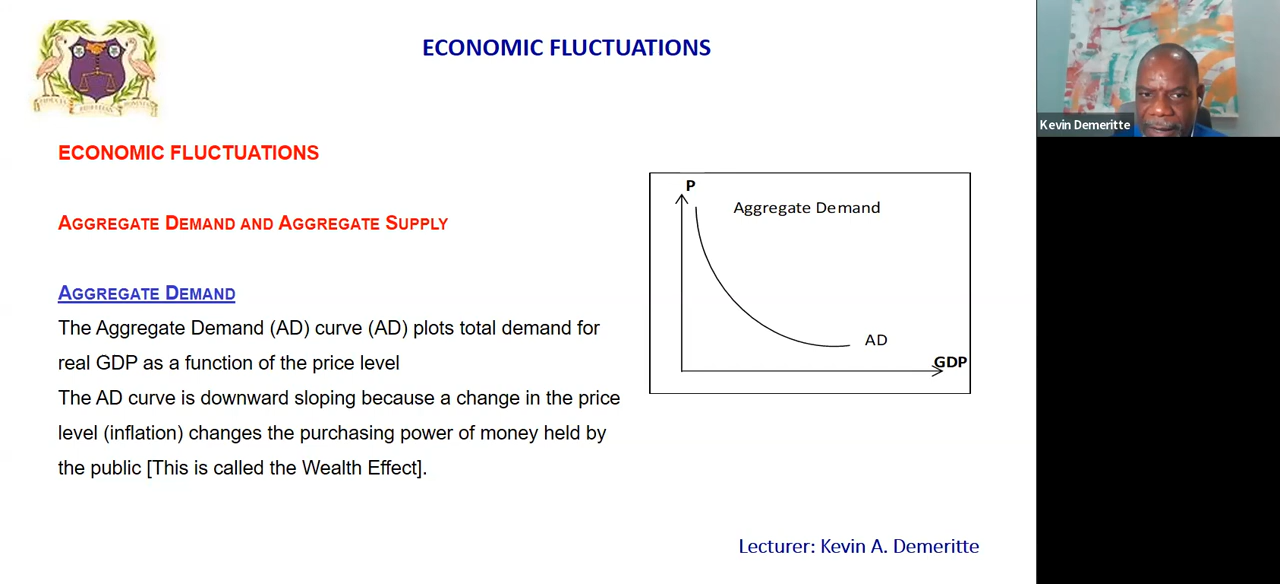 ECONOMIC FLUCTUATIONS
Kevin Demeritte
ECONOMIC FLUCTUATIONS
AGGREGATE DEMAND AND AGGREGATE SUPPLY
AGGREGATE DEMAND
The Aggregate Demand (AD) curve (AD) plots total demand for
real GDP as a function of the price level
The AD curve is downward sloping because a change in the price
level (inflation) changes the purchasing power of money held by
the public [This is called the Wealth Effect].
P
Aggregate Demand
AD
GDP
Lecturer: Kevin A. Demeritte